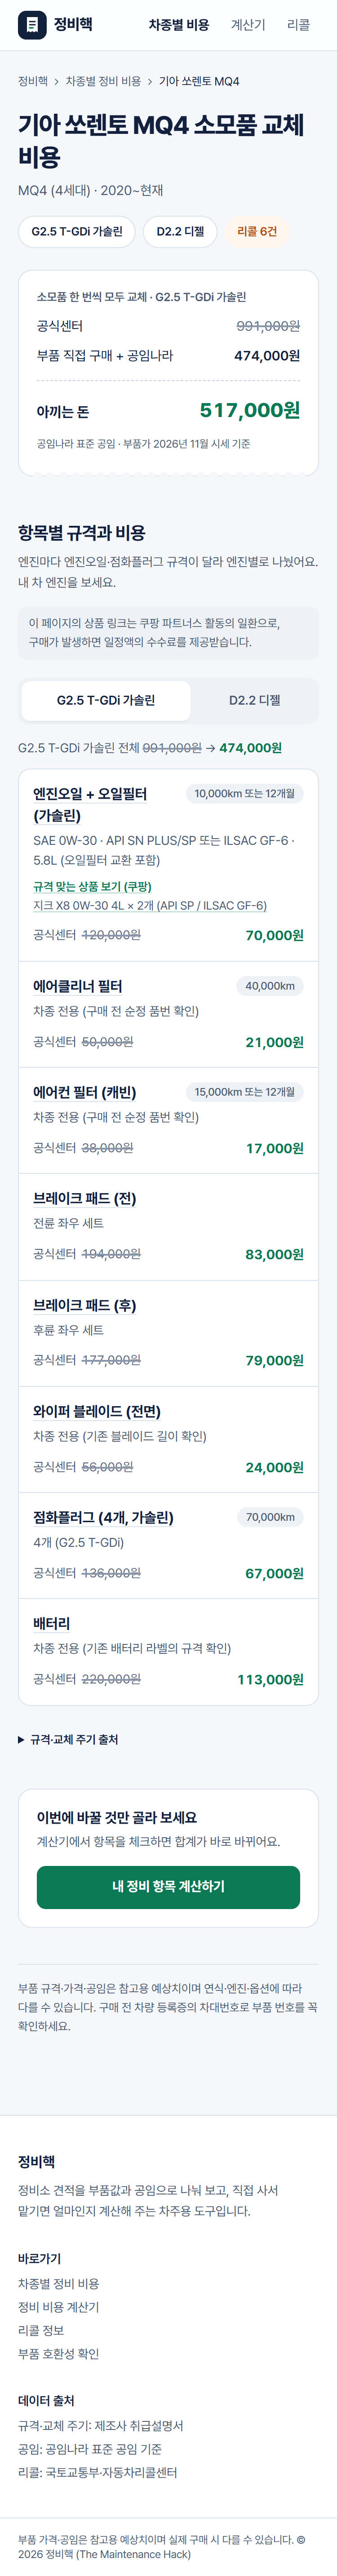 정비핵
차종별 비용 계산기 리콜
정비핵 > 차종별 정비 비용 > 기아 쏘렌토 MQ4
기아 쏘렌토 MQ4 소모품 교체
비용
MQ4 (4세대) · 2020~현재
G2.5 T-GDi 가솔린 D2.2 디젤 리콜 6건
소모품 한 번씩 모두 교체 · G2.5 T-GDi 가솔린
공식센터 991,000원
부품 직접 구매 + 공임나라 474,000원
아끼는 돈 517,000원
공임나라 표준 공임 · 부품가 2026년 11월 시세 기준
항목별 규격과 비용
엔진마다 엔진오일·점화플러그 규격이 달라 엔진별로 나눴어요.
내 차 엔진을 보세요.
이 페이지의 상품 링크는 쿠팡 파트너스 활동의 일환으로,
구매가 발생하면 일정액의 수수료를 제공받습니다.
G2.5 T-GDi 가솔린 D2.2 디젤
G2.5 T-GDi 가솔린 전체 991,000원 → 474,000원
엔진오일 + 오일필터 10,000km 또는 12개월
(가솔린)
SAE 0W-30 · API SN PLUS/SP 또는 ILSAC GF-6 ·
5.8L (오일필터 교환 포함)
규격 맞는 상품 보기 (쿠팡)
지크 X8 0W-30 4L × 2개 (API SP / ILSAC GF-6)
공식센터 120,000원 70,000원
에어클리너 필터 40,000km
차종 전용 (구매 전 순정 품번 확인)
공식센터 50,000원 21,000원
에어컨 필터 (캐빈) 15,000km 또는 12개월
차종 전용 (구매 전 순정 품번 확인)
공식센터 38,000원 17,000원
브레이크 패드 (전)
전륜 좌우 세트
공식센터 194,000원 83,000원
브레이크 패드 (후)
후륜 좌우 세트
공식센터 177,000원 79,000원
와이퍼 블레이드 (전면)
차종 전용 (기존 블레이드 길이 확인)
공식센터 56,000원 24,000원
점화플러그 (4개, 가솔린) 70,000km
4개 (G2.5 T-GDi)
공식센터 136,000원 67,000원
배터리
차종 전용 (기존 배터리 라벨의 규격 확인)
공식센터 220,000원 113,000원
▶ 규격·교체 주기 출처
이번에 바꿀 것만 골라 보세요
계산기에서 항목을 체크하면 합계가 바로 바뀌어요.
내 정비 항목 계산하기
부품 규격·가격·공임은 참고용 예상치이며 연식·엔진·옵션에 따라
다를 수 있습니다. 구매 전 차량 등록증의 차대번호로 부품 번호를 꼭
확인하세요.
정비핵
정비소 견적을 부품값과 공임으로 나눠 보고, 직접 사서
맡기면 얼마인지 계산해 주는 차주용 도구입니다.
바로가기
차종별 정비 비용
정비 비용 계산기
리콜 정보
부품 호환성 확인
데이터 출처
규격·교체 주기: 제조사 취급설명서
공임: 공임나라 표준 공임 기준
리콜: 국토교통부·자동차리콜센터
부품 가격·공임은 참고용 예상치이며 실제 구매 시 다를 수 있습니다. ©
2026 정비핵 (The Maintenance Hack)